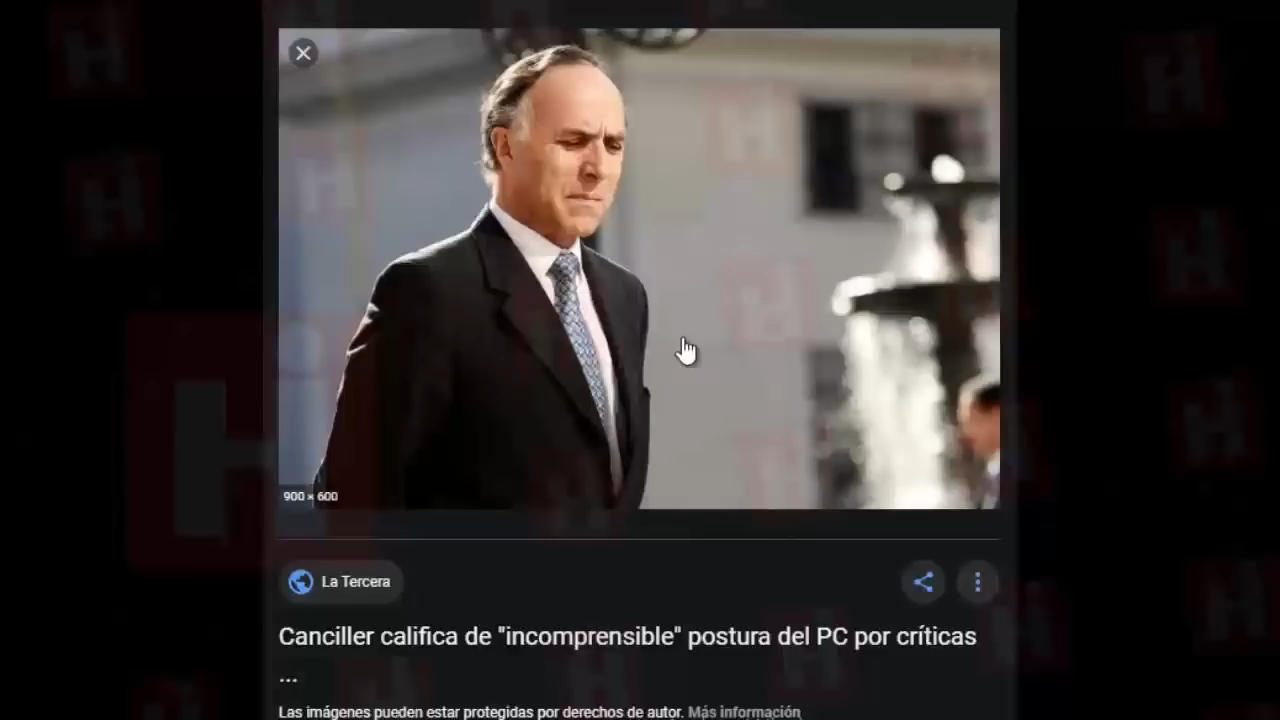 900 × 600
La Tercera
Canciller califica de "incomprensible" postura del PC por críticas
...
Las imágenes pueden estar protegidas por derechos de autor. Más información